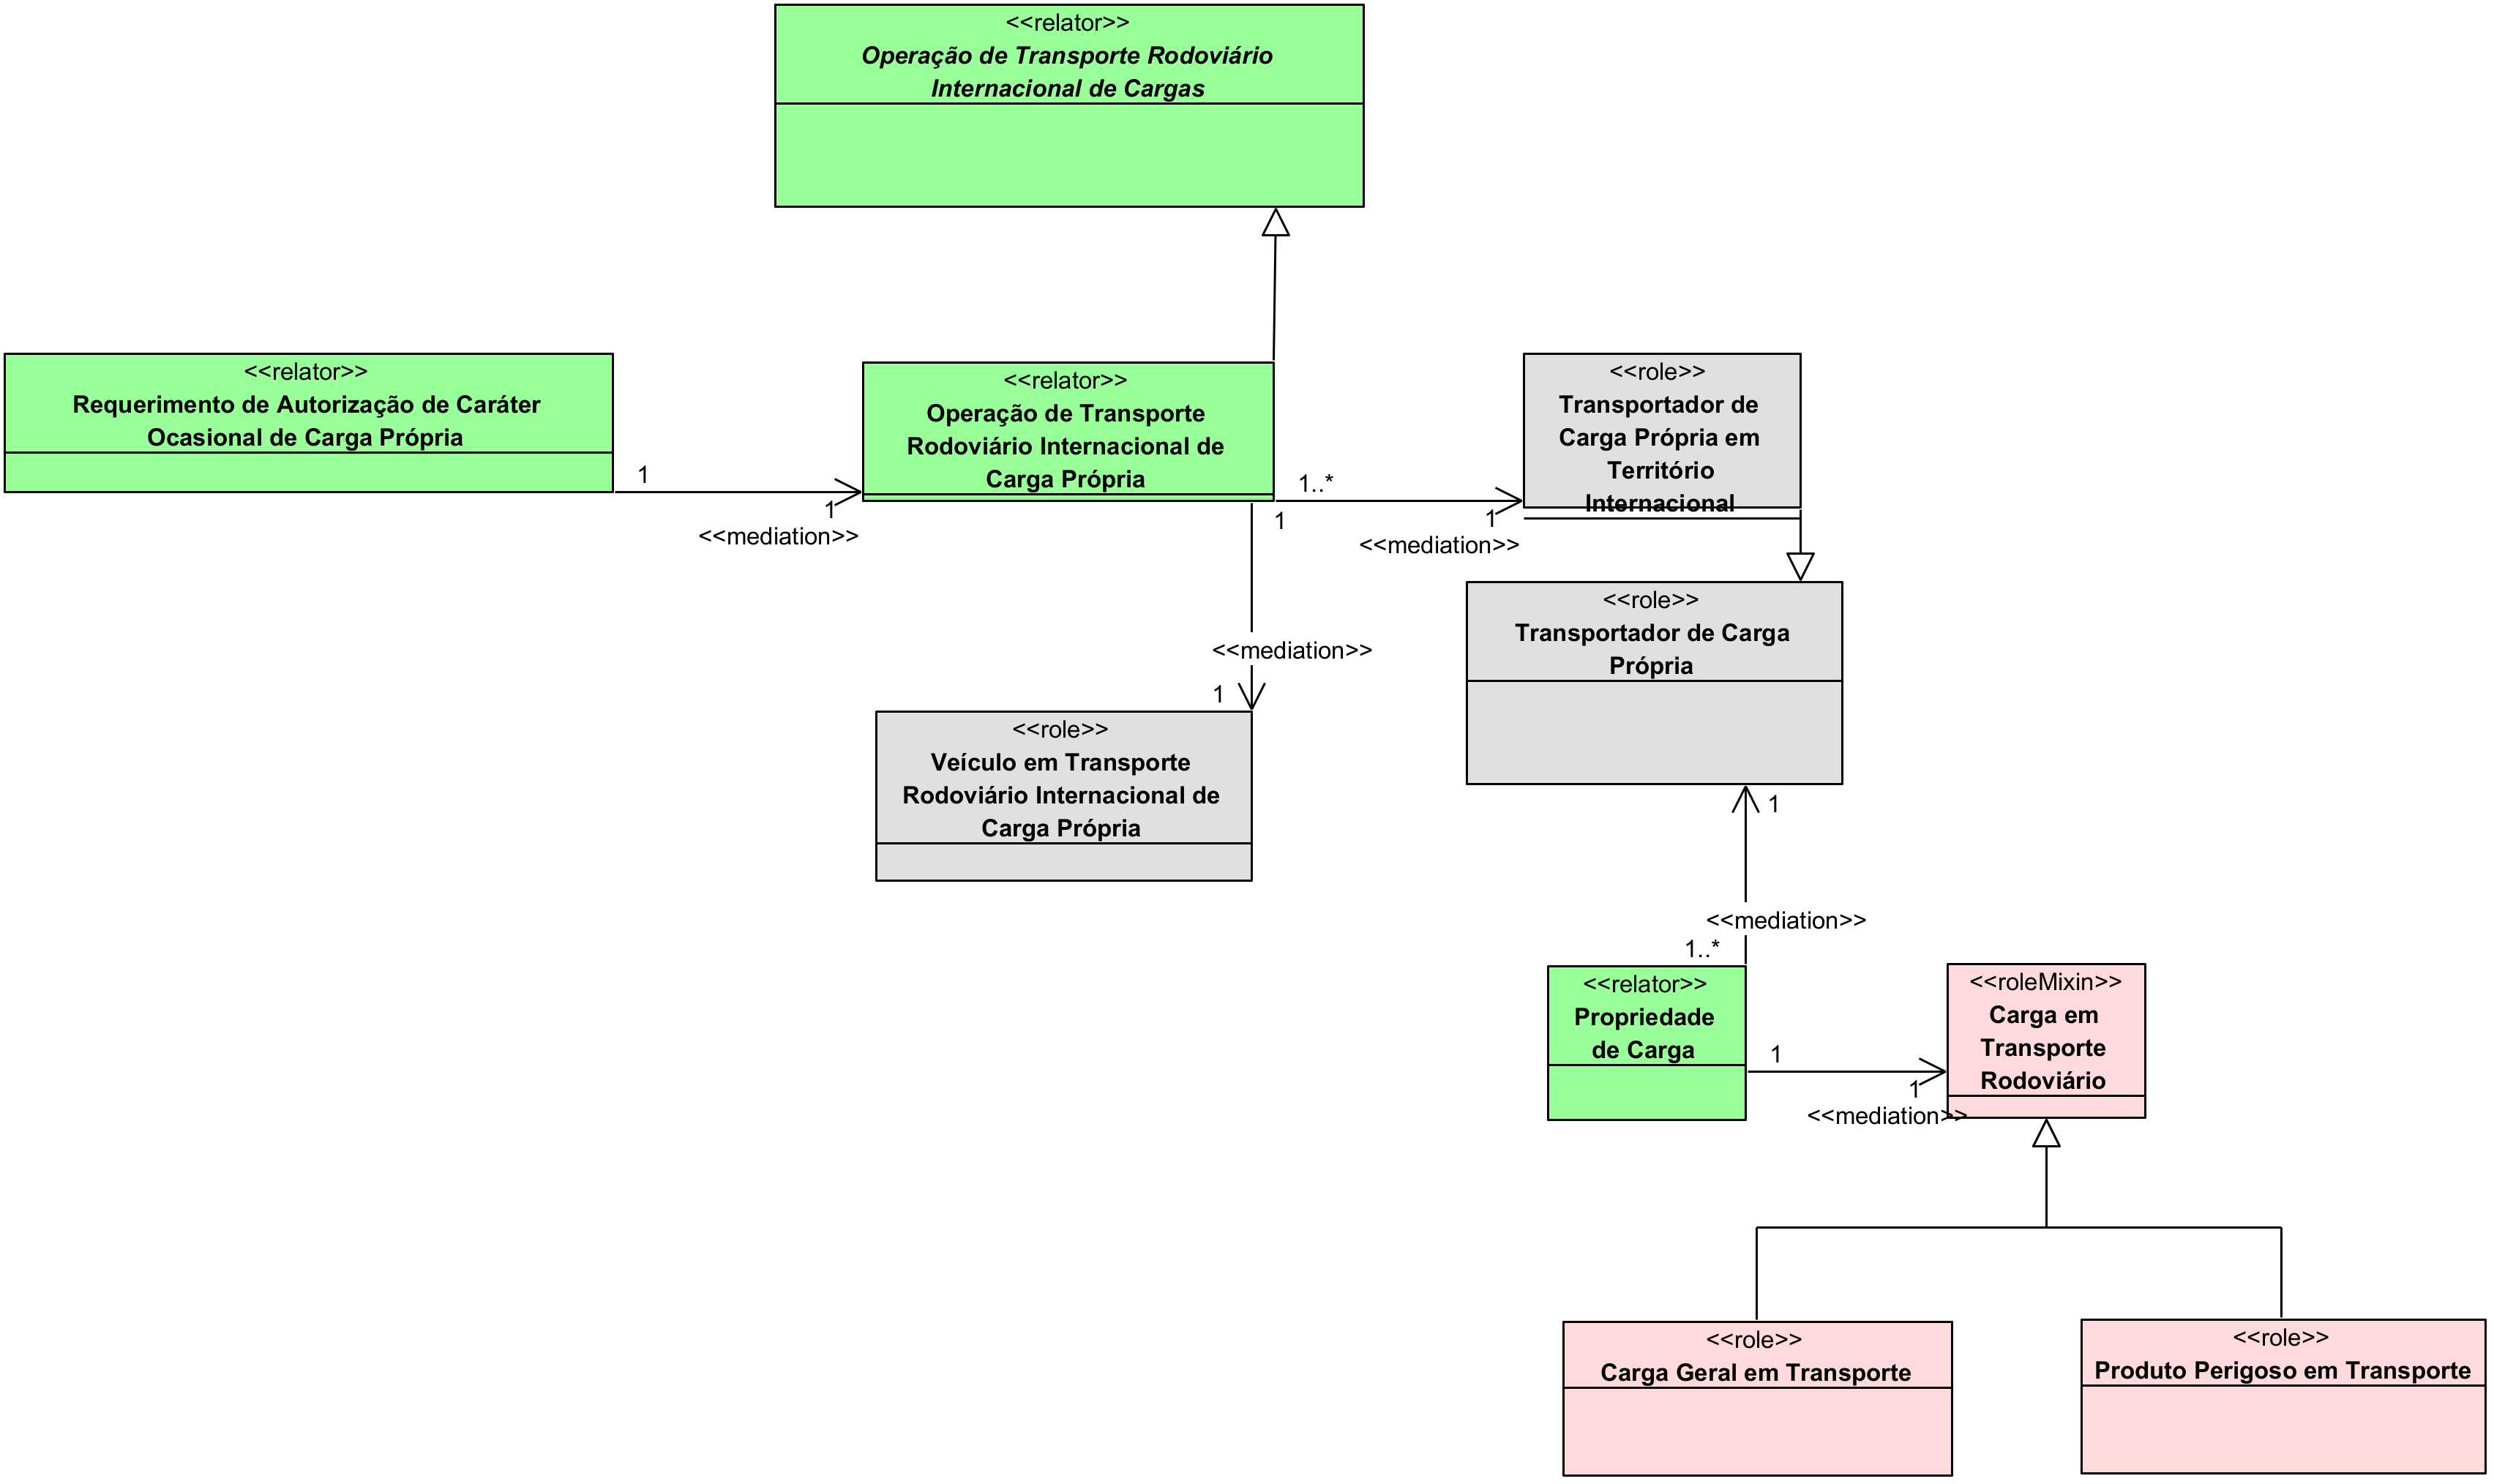 <<relator>>
Operação de Transporte Rodoviário
Internacional de Cargas
<<relator>>
Requerimento de Autorização de Caráter
Ocasional de Carga Própria
1
1
<<mediation>>
<<relator>>
Operação de Transporte
Rodoviário Internacional de
Carga Própria
1..*
1
<<mediation>>
<<role>>
Transportador de
Carga Própria em
Território
Internacional
1
<<mediation>>
1
<<role>>
Veículo em Transporte
Rodoviário Internacional de
Carga Própria
<<role>>
Transportador de Carga
Própria
1
<<mediation>>
1..*
<<relator>>
Propriedade
de Carga
1
1
<<mediation>>
<<roleMixin>>
Carga em
Transporte
Rodoviário
<<role>>
Carga Geral em Transporte
<<role>>
Produto Perigoso em Transporte